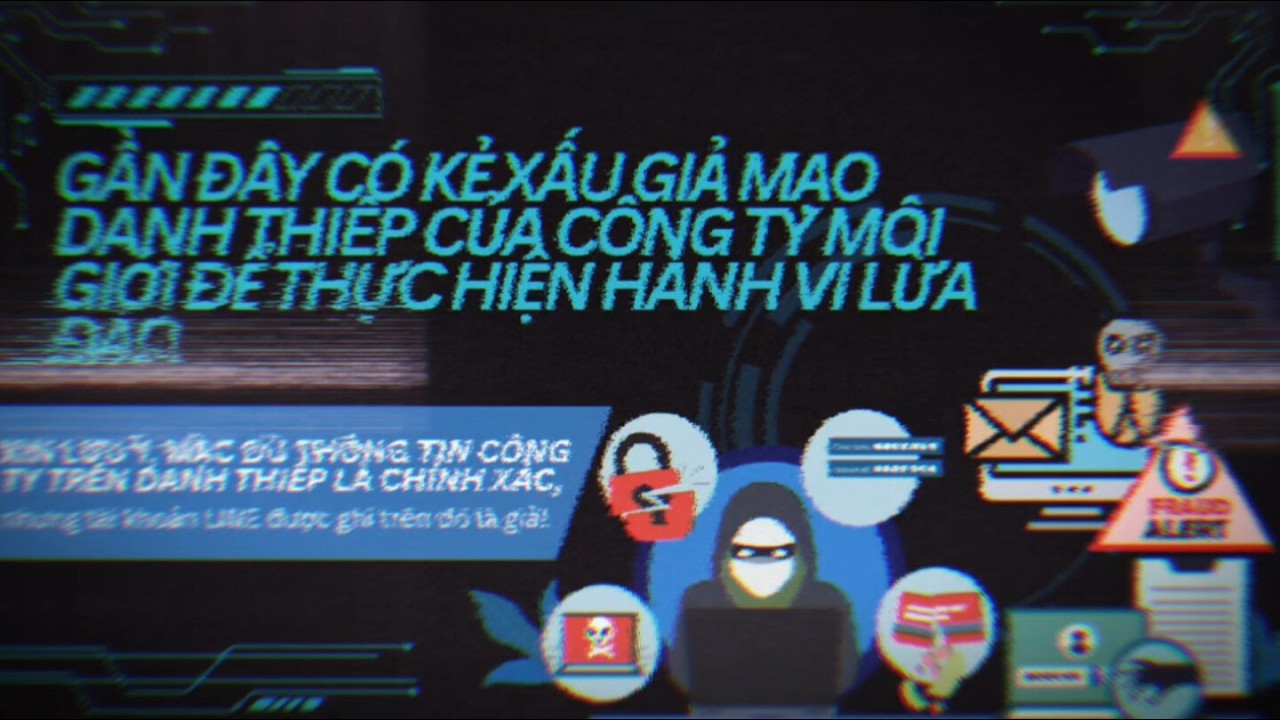 GẦN ĐÂY CÓ KẺ XẤU GIẢ MẠO
DANH THIẾP CỦA CÔNG TY MÔI
GIỚI ĐỂ THỰC HIỆN HÀNH VI LỪA
ĐẢO
XIN LƯU Ý, MẶC DÙ THÔNG TIN CÔNG
TY TRÊN DANH THIẾP LÀ CHÍNH XÁC,
nhưng tài khoản LINE được ghi trên đó là giả!
FRAUD
ALERT